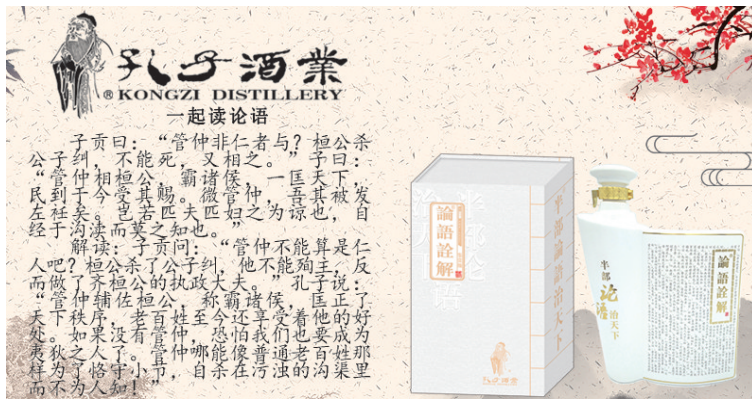 孔子酒業
® KONGZI DISTILLERY
一起读论语
子贡曰：“管仲非仁者与？桓公杀
公子纠，不能死，又相之。”子曰：
“管仲相桓公，霸诸侯，一匡天下，
民到于今受其赐。微管仲，吾其被发
左衽矣。岂若匹夫匹妇之为谅也，自
经于沟渎而莫之知也。”
解读：子贡问：“管仲不能算是仁
人吧？桓公杀了公子纠，他不能殉主，反
而做了齐桓公的执政大夫。”孔子说：
“管仲辅佐桓公，称霸诸侯，匡正了
天下秩序，老百姓至今还享受着他的好
处。如果没有管仲，恐怕我们也要成为
夷狄之人了。管仲哪能像普通老百姓那
样为了恪守小节，自杀在污浊的沟渠里
而不为人知！”
論語詮解
半部論語治天下
孔子酒業
半部
论语
治天下
論語詮解